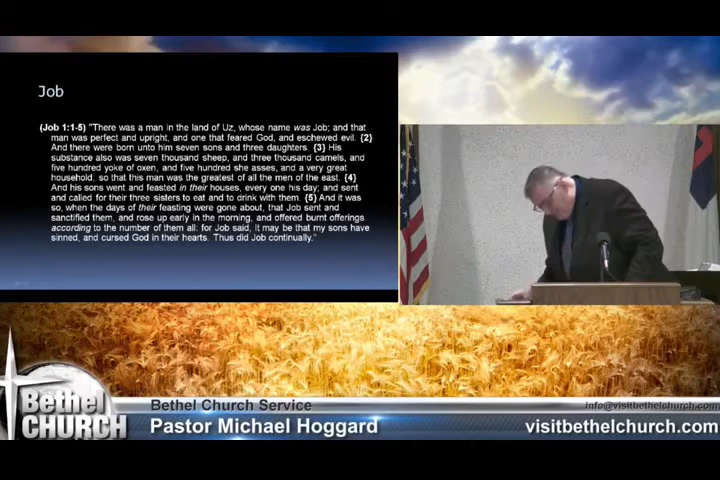 Job
(Job 1:1-5) "There was a man in the land of Uz, whose name was Job; and that
man was perfect and upright, and one that feared God, and eschewed evil. {2}
And there were born unto him seven sons and three daughters. {3} His
substance also was seven thousand sheep, and three thousand camels, and
five hundred yoke of oxen, and five hundred she asses, and a very great
household; so that this man was the greatest of all the men of the east. {4}
And his sons went and feasted in their houses, every one his day; and sent
and called for their three sisters to eat and to drink with them. {5} And it was
so, when the days of their feasting were gone about, that Job sent and
sanctified them, and rose up early in the morning, and offered burnt offerings
according to the number of them all: for Job said, It may be that my sons have
sinned, and cursed God in their hearts. Thus did Job continually."
Bethel
CHURCH
Bethel Church Service
info@visitbethelchurch.com
Pastor Michael Hoggard
visitbethelchurch.com